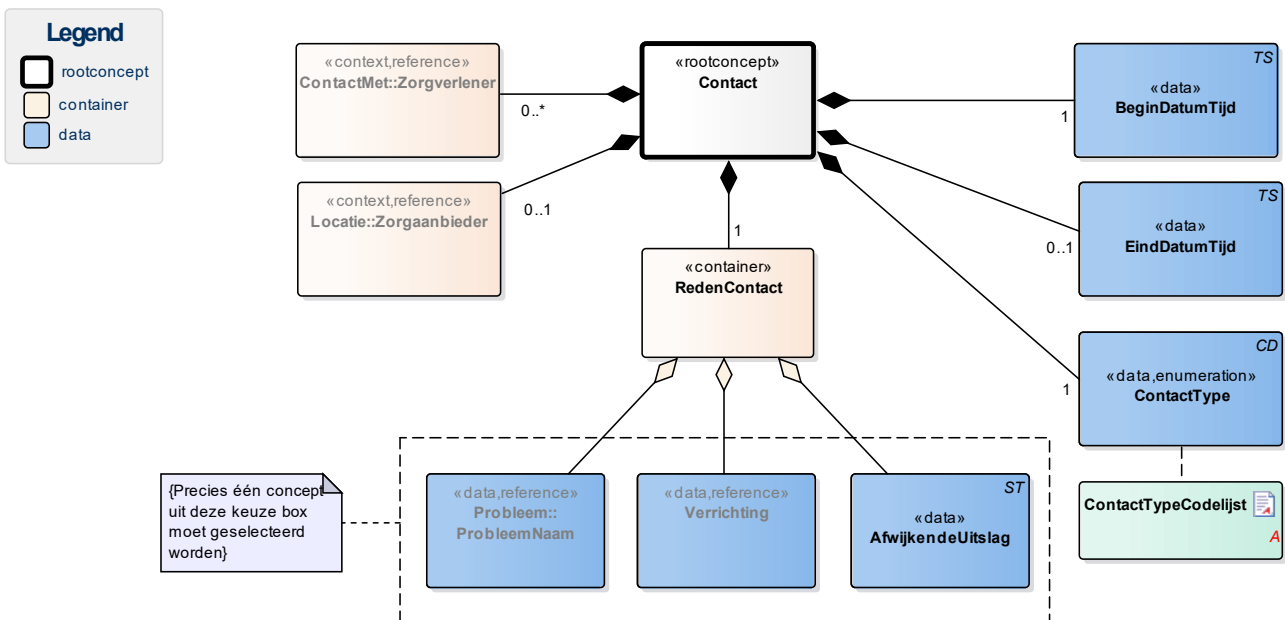 Legend
rootconcept
container
data
«context,reference»
ContactMet::Zorgverlener
0..*
«rootconcept»
Contact
TS
«data»
BeginDatumTijd
1
«context,reference»
Locatie::Zorgaanbieder
0..1
TS
«data»
EindDatumTijd
0..1
1
«container»
RedenContact
CD
«data,enumeration»
ContactType
1
{Precies één concept
uit deze keuze box
moet geselecteerd
worden}
«data,reference»
Probleem::
ProbleemNaam
«data,reference»
Verrichting
ST
«data»
AfwijkendeUitslag
ContactTypeCodelijst
A